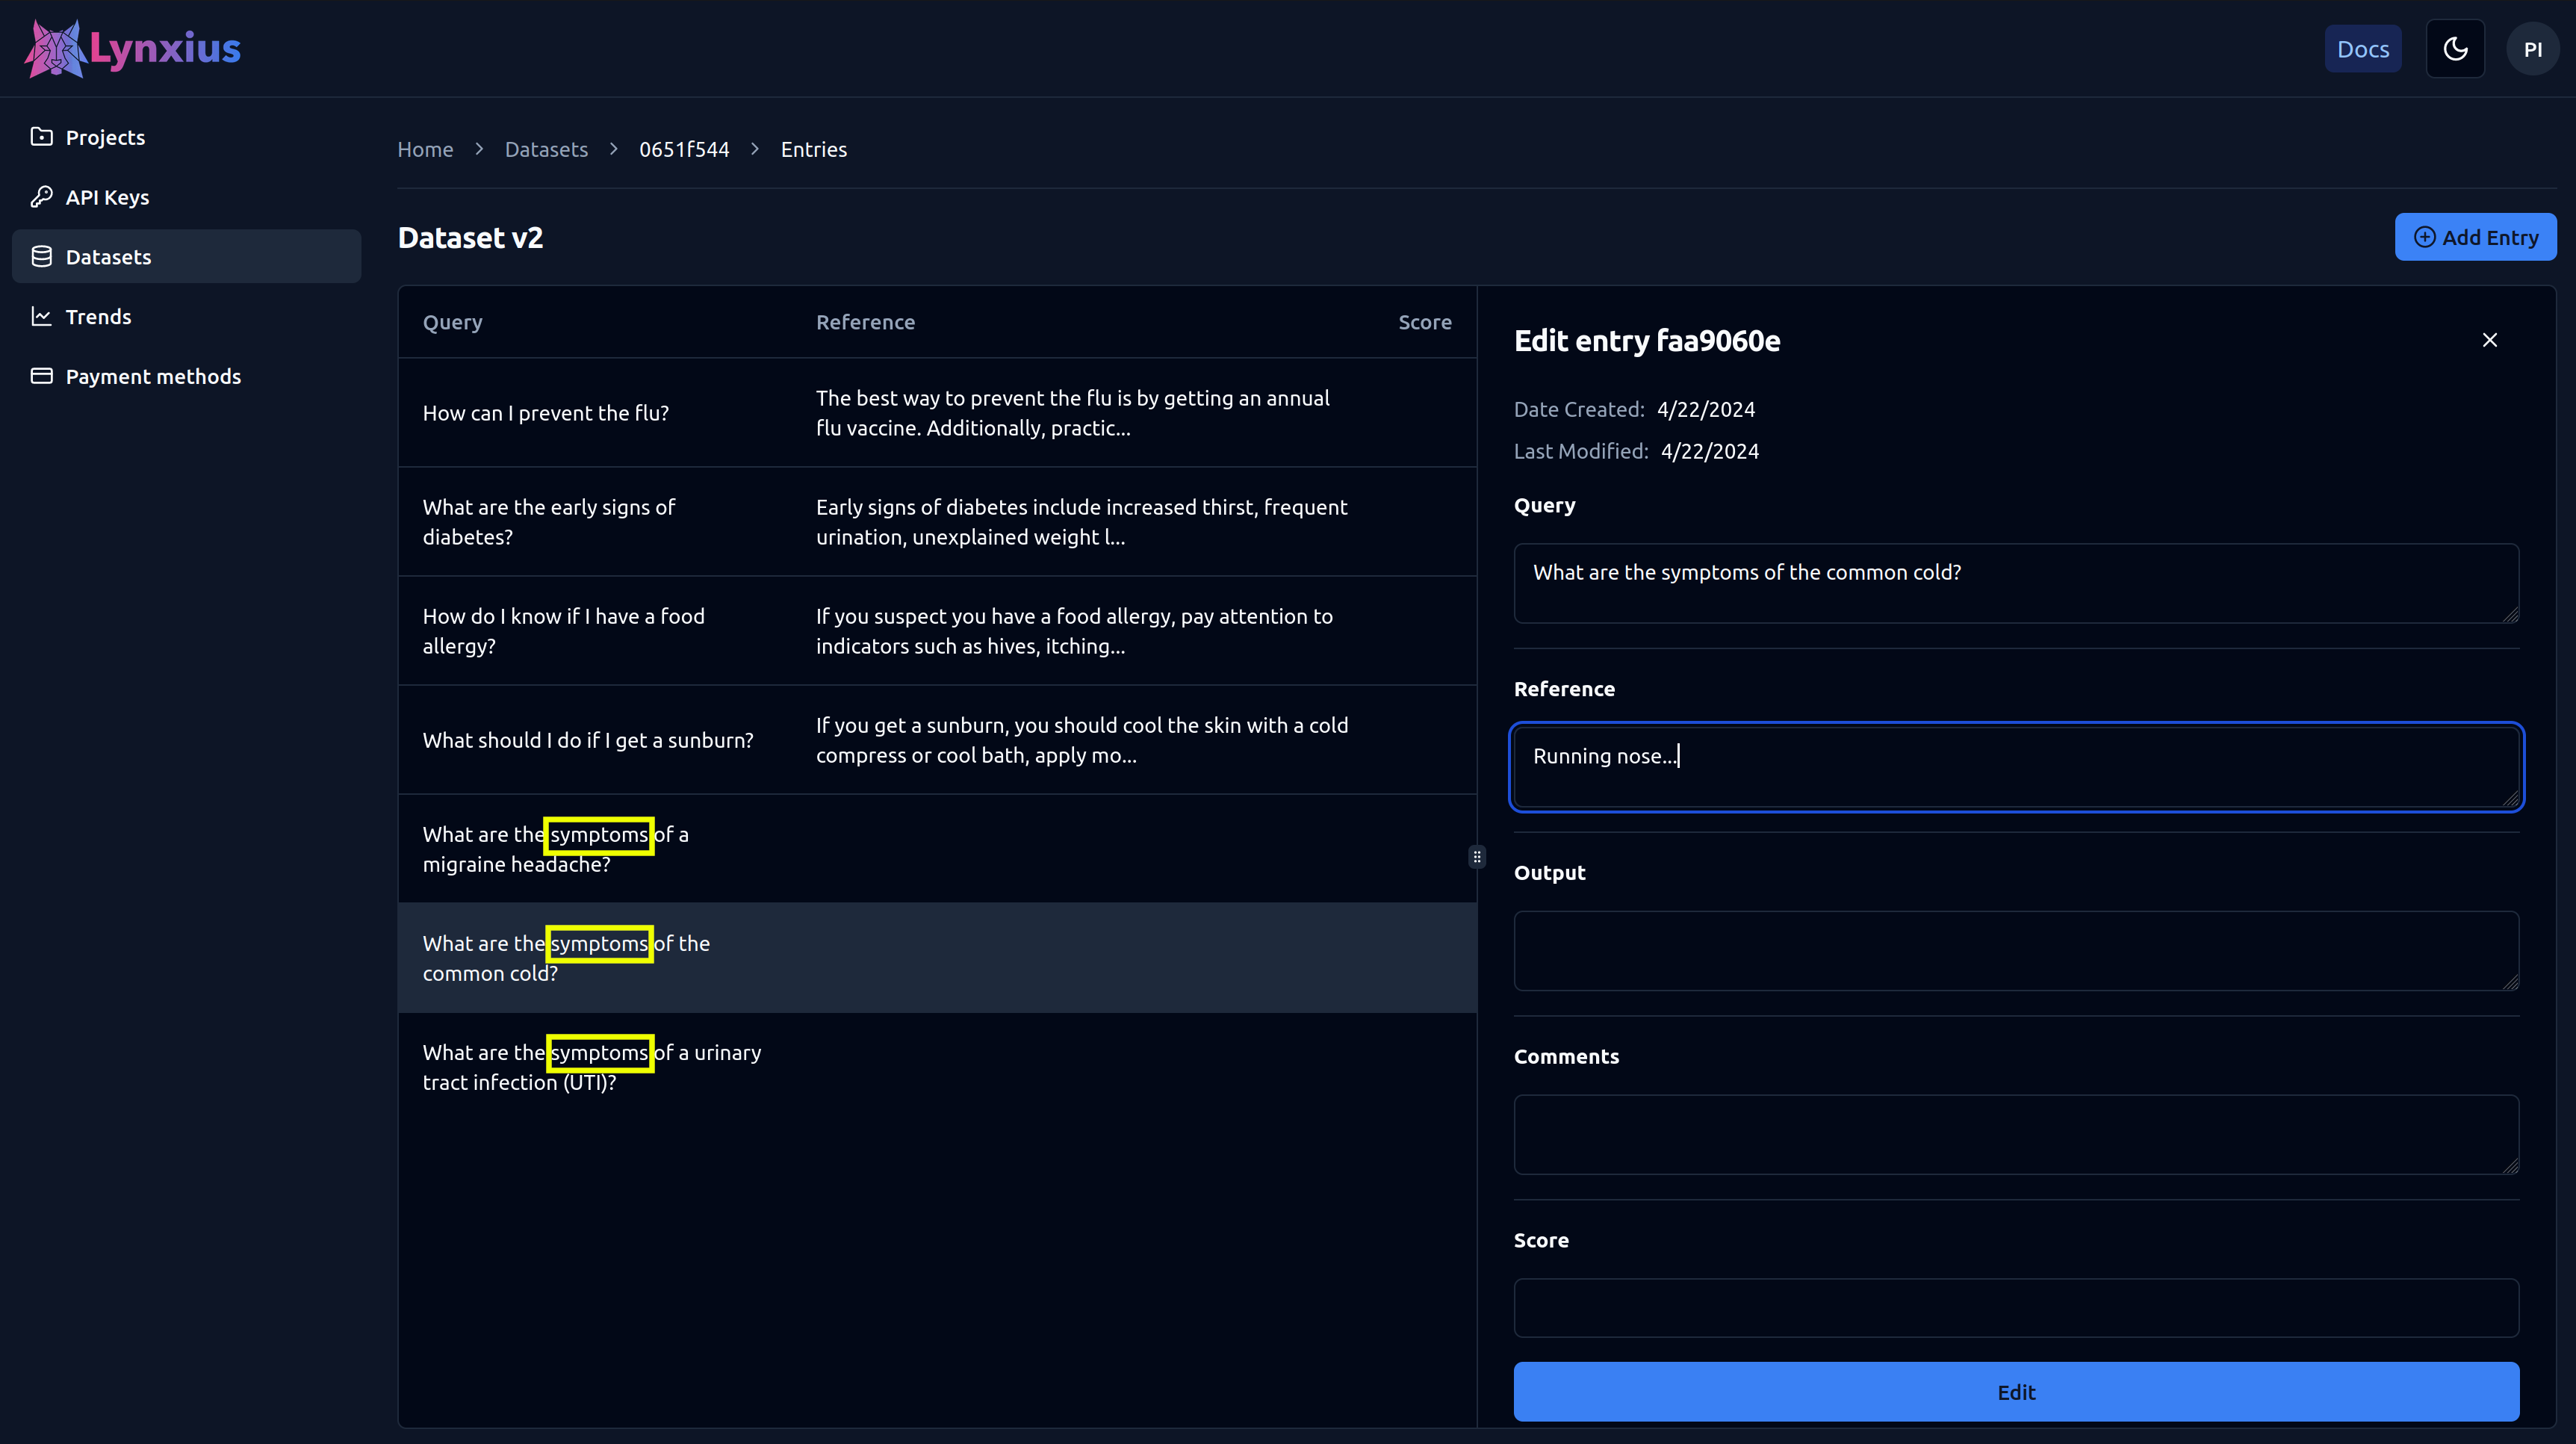 Lynxius
Docs
PI
Projects
API Keys
Datasets
Trends
Payment methods
Home > Datasets > 0651f544 > Entries
Dataset v2
Add Entry
Query Reference Score
How can I prevent the flu?
The best way to prevent the flu is by getting an annual
flu vaccine. Additionally, practic...
What are the early signs of
diabetes?
Early signs of diabetes include increased thirst, frequent
urination, unexplained weight l...
How do I know if I have a food
allergy?
If you suspect you have a food allergy, pay attention to
indicators such as hives, itching...
What should I do if I get a sunburn?
If you get a sunburn, you should cool the skin with a cold
compress or cool bath, apply mo...
What are the symptoms of a
migraine headache?
What are the symptoms of the
common cold?
What are the symptoms of a urinary
tract infection (UTI)?
Edit entry faa9060e
Date Created: 4/22/2024
Last Modified: 4/22/2024
Query
What are the symptoms of the common cold?
Reference
Running nose...
Output
Comments
Score
Edit